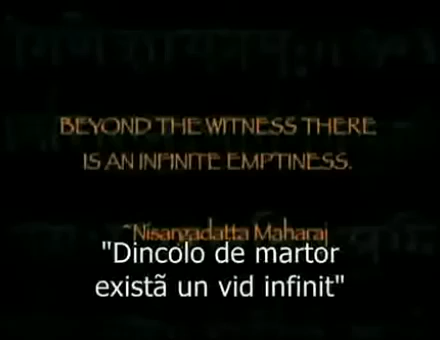 BEYOND THE WITNESS THERE
IS AN INFINITE EMPTINESS.
~Nisargadatta Maharaj
"Dincolo de martor
existã un vid infinit"